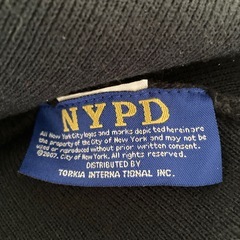 NYPD
All New York City logos and marks depicted herein are
the property of the City of New York and may not be
used or reproduced without prior written consent.
©2007. City of New York. All rights reserved.
DISTRIBUTED BY
TORKIA INTERNATIONAL INC.